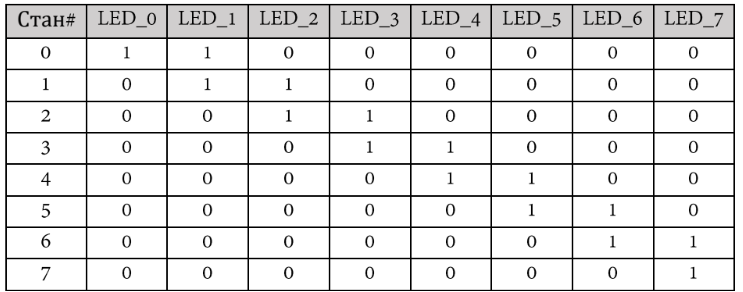 Стан# LED_0 LED_1 LED_2 LED_3 LED_4 LED_5 LED_6 LED_7
0 1 1 0 0 0 0 0 0
1 0 1 1 0 0 0 0 0
2 0 0 1 1 0 0 0 0
3 0 0 0 1 1 0 0 0
4 0 0 0 0 1 1 0 0
5 0 0 0 0 0 1 1 0
6 0 0 0 0 0 0 1 1
7 0 0 0 0 0 0 0 1